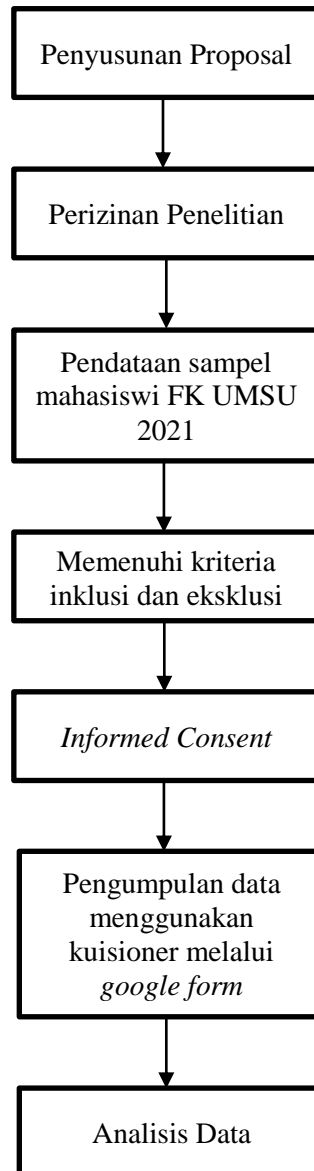 Penyusunan Proposal
Perizinan Penelitian
Pendataan sampel
mahasiswi FK UMSU
2021
Memenuhi kriteria
inklusi dan eksklusi
Informed Consent
Pengumpulan data
menggunakan
kuisioner melalui
google form
Analisis Data